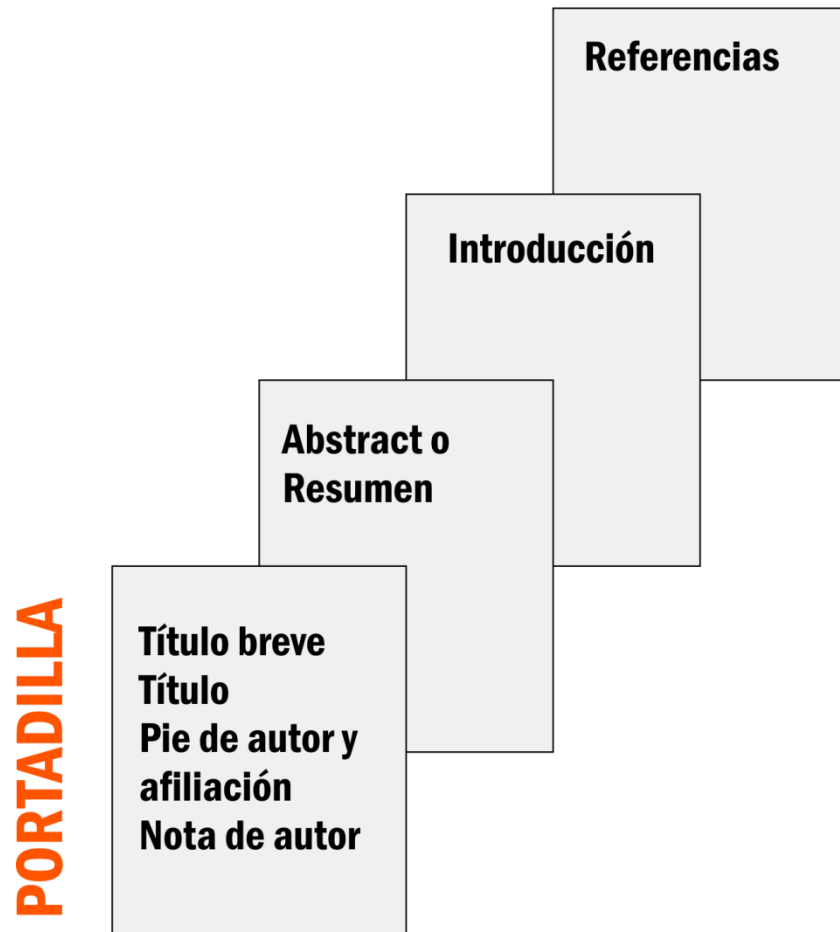 Referencias
Introducción
Abstract o
Resumen
PORTADILLA
Título breve
Título
Pie de autor y
afiliación
Nota de autor